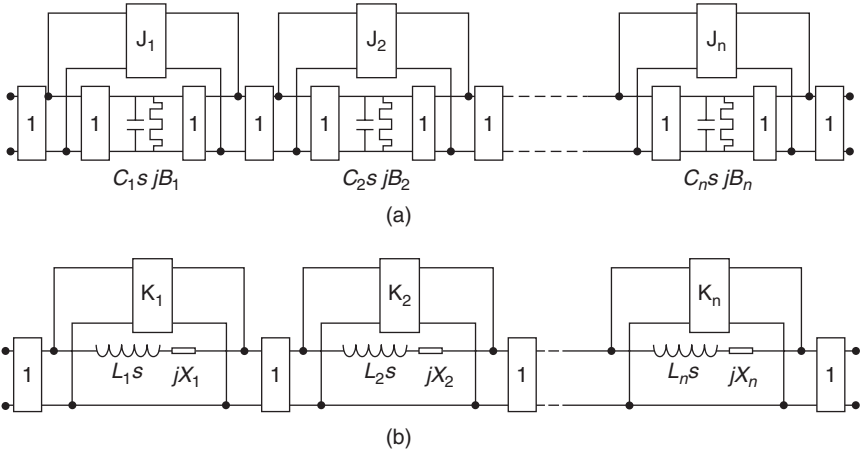 J1 J2 Jn
1 1 1 1 1 1 1 1 1 1
C1s jB1 C2s jB2 Cns jBn
(a)
K1 K2 Kn
1 L1s jX1 1 L2s jX2 1 Lns jXn 1
(b)